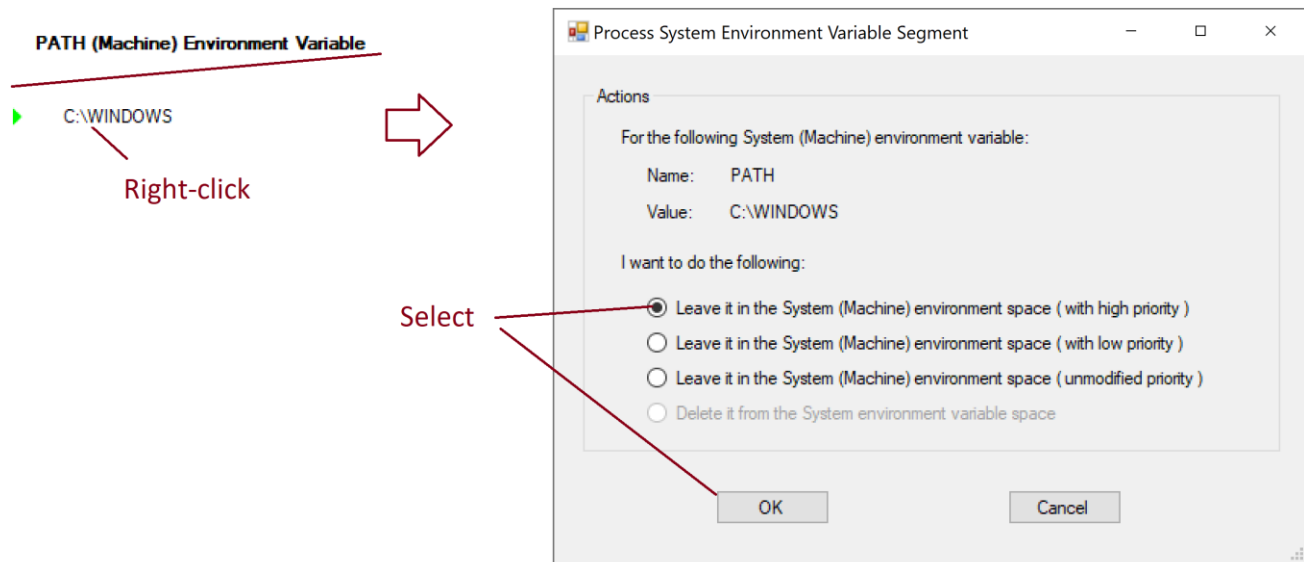 PATH (Machine) Environment Variable
C:\WINDOWS
Right-click
Select
Process System Environment Variable Segment
Actions
For the following System (Machine) environment variable:
Name: PATH
Value: C:\WINDOWS
I want to do the following:
Leave it in the System (Machine) environment space ( with high priority )
Leave it in the System (Machine) environment space ( with low priority )
Leave it in the System (Machine) environment space ( unmodified priority )
Delete it from the System environment variable space
OK Cancel